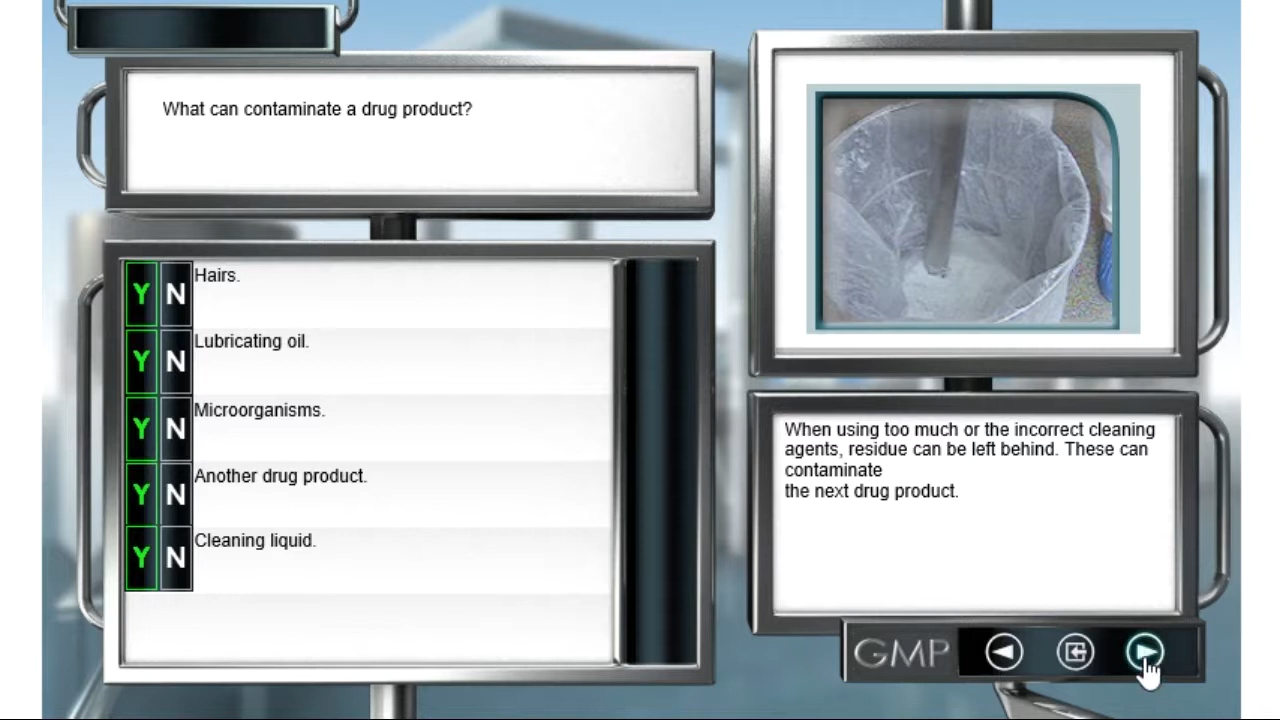 What can contaminate a drug product?
Y N Hairs.
Y N Lubricating oil.
Y N Microorganisms.
Y N Another drug product.
Y N Cleaning liquid.
When using too much or the incorrect cleaning
agents, residue can be left behind. These can
contaminate
the next drug product.
GMP